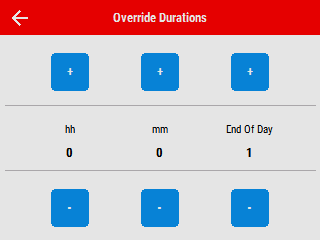 Override Durations
+ + +
hh mm End Of Day
0 0 1
- - -